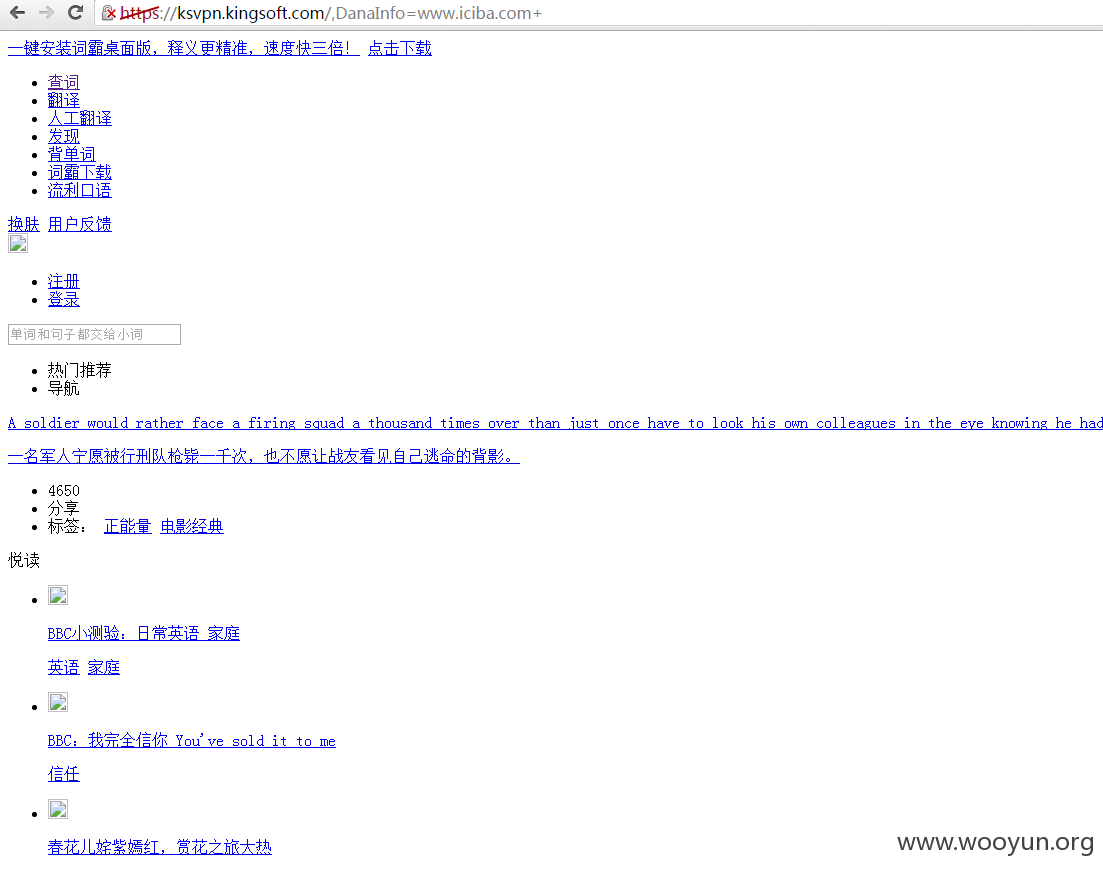 https://ksvpn.kingsoft.com/,DanaInfo=www.iciba.com+
一键安装词霸桌面版，释义更精准，速度快三倍！ 点击下载
查词
翻译
人工翻译
发现
背单词
词霸下载
流利口语
换肤 用户反馈
注册
登录
单词和句子都交给小词
热门推荐
导航
A soldier would rather face a firing squad a thousand times over than just once have to look his own colleagues in the eye knowing he had
一名军人宁愿被行刑队枪毙一千次，也不愿让战友看见自己逃命的背影。
4650
分享
标签： 正能量 电影经典
悦读
BBC小测验：日常英语 家庭
英语 家庭
BBC：我完全信你 You've sold it to me
信任
春花儿姹紫嫣红，赏花之旅大热
www.wooyun.org